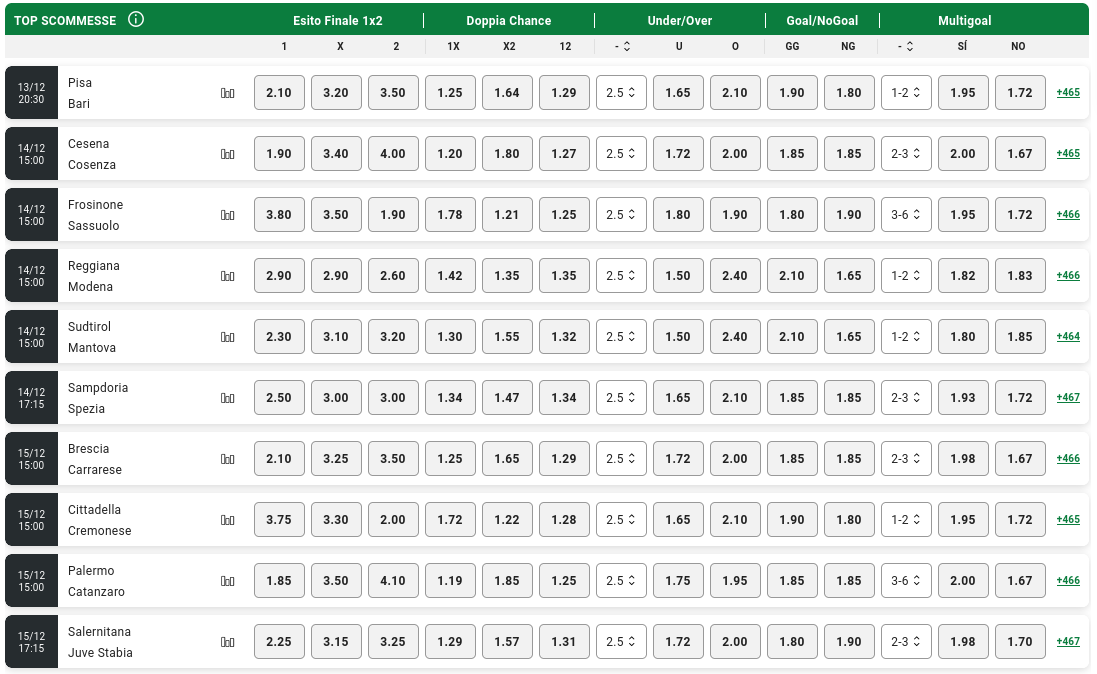 TOP SCOMMESSE Esito Finale 1x2 Doppia Chance Under/Over Goal/NoGoal Multigoal
1 X 2 1X X2 12 - U O GG NG - SÍ NO
13/12 20:30 Pisa Bari 2.10 3.20 3.50 1.25 1.64 1.29 2.5 1.65 2.10 1.90 1.80 1-2 1.95 1.72 +465
14/12 15:00 Cesena Cosenza 1.90 3.40 4.00 1.20 1.80 1.27 2.5 1.72 2.00 1.85 1.85 2-3 2.00 1.67 +465
14/12 15:00 Frosinone Sassuolo 3.80 3.50 1.90 1.78 1.21 1.25 2.5 1.80 1.90 1.80 1.90 3-6 1.95 1.72 +466
14/12 15:00 Reggiana Modena 2.90 2.90 2.60 1.42 1.35 1.35 2.5 1.50 2.40 2.10 1.65 1-2 1.82 1.83 +466
14/12 15:00 Sudtirol Mantova 2.30 3.10 3.20 1.30 1.55 1.32 2.5 1.50 2.40 2.10 1.65 1-2 1.80 1.85 +464
14/12 17:15 Sampdoria Spezia 2.50 3.00 3.00 1.34 1.47 1.34 2.5 1.65 2.10 1.85 1.85 2-3 1.93 1.72 +467
15/12 15:00 Brescia Carrarese 2.10 3.25 3.50 1.25 1.65 1.29 2.5 1.72 2.00 1.85 1.85 2-3 1.98 1.67 +466
15/12 15:00 Cittadella Cremonese 3.75 3.30 2.00 1.72 1.22 1.28 2.5 1.65 2.10 1.90 1.80 1-2 1.95 1.72 +465
15/12 15:00 Palermo Catanzaro 1.85 3.50 4.10 1.19 1.85 1.25 2.5 1.75 1.95 1.85 1.85 3-6 2.00 1.67 +466
15/12 17:15 Salernitana Juve Stabia 2.25 3.15 3.25 1.29 1.57 1.31 2.5 1.72 2.00 1.80 1.90 2-3 1.98 1.70 +467